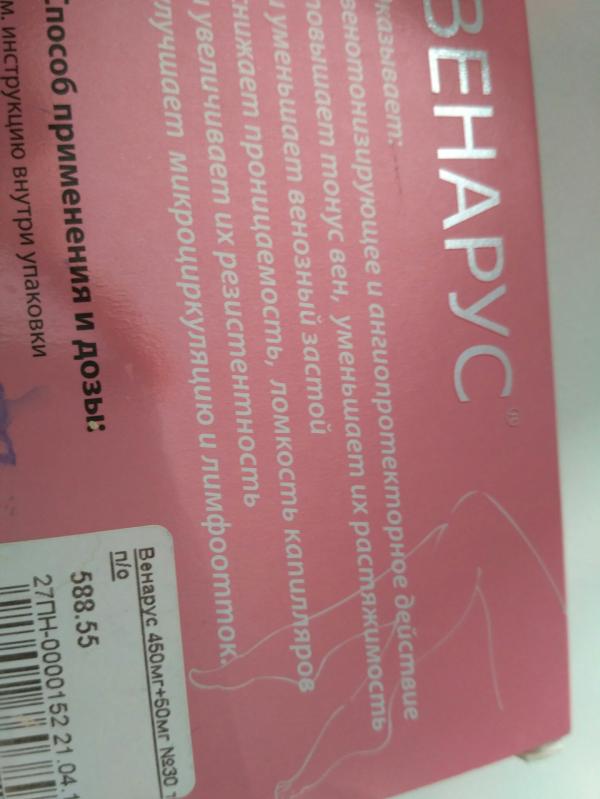 ВЕНАРУС®
казывает:
венотонизирующее и ангиопротекторное действие
повышает тонус вен, уменьшает их растяжимость
и уменьшает венозный застой
снижает проницаемость, ломкость капилляров
и увеличивает их резистентность
улучшает микроциркуляцию и лимфоотток.
Способ применения и дозы:
м. инструкцию внутри упаковки
Венарус 450мг+50мг №30 т
п/о
588.55
27ПН-0000152 21.04.1